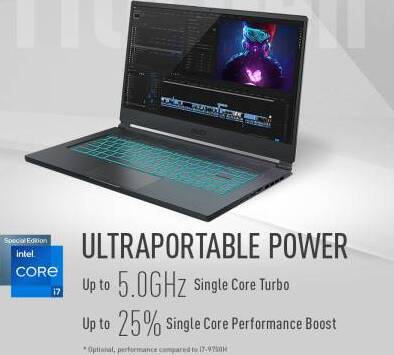 ULTRAPORTABLE POWER
Special Edition
intel.
CORE
i7
Up to 5.0GHz Single Core Turbo
Up to 25% Single Core Performance Boost
* Optional, performance compared to i7-9750H